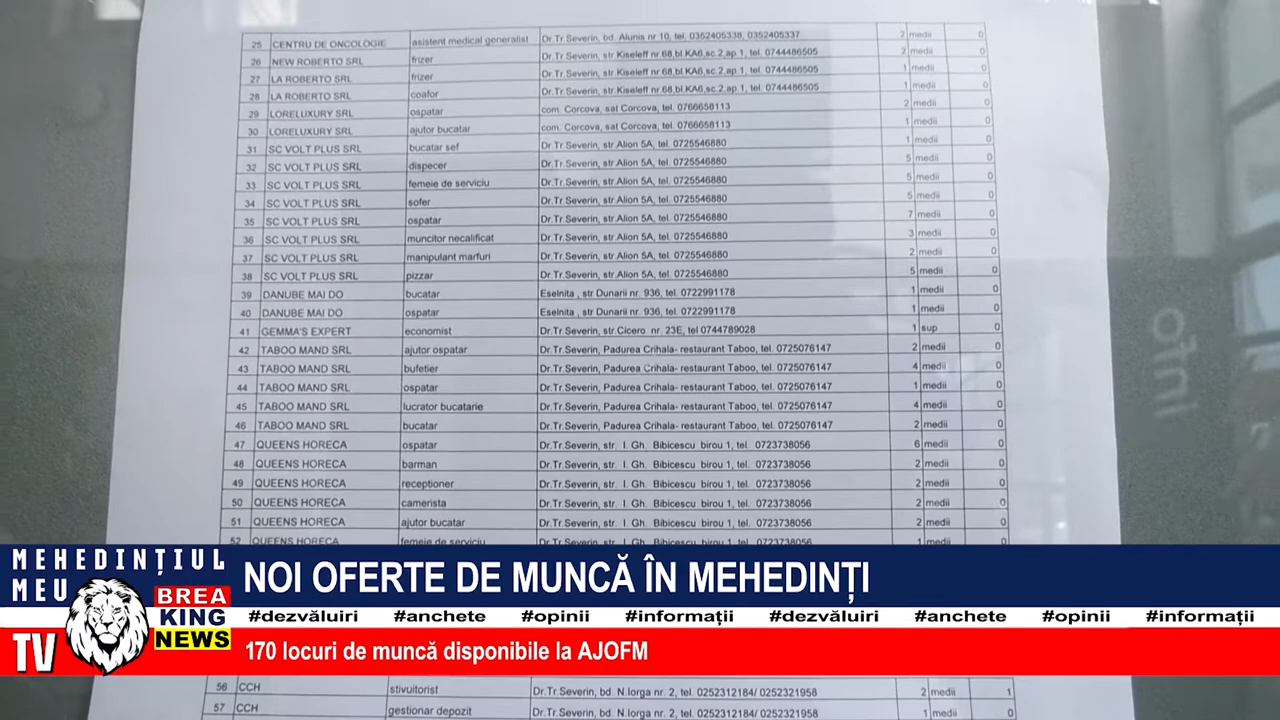 25 CENTRU DE ONCOLOGIE asistent medical generalist Dr.Tr.Severin, bd. Alunis nr 10, tel. 0352405338, 0352405337 2 medii 0
26 NEW ROBERTO SRL frizer Dr.Tr.Severin, str.Kiseleff nr 68,bl.KA6,sc 2,ap 1, tel. 0744486505 2 medii 0
27 LA ROBERTO SRL frizer Dr.Tr.Severin, str.Kiseleff nr 68,bl.KA6,sc 2,ap 1, tel. 0744486505 1 medii 0
28 LA ROBERTO SRL coafor Dr.Tr.Severin, str.Kiseleff nr 68,bl.KA6,sc 2,ap 1, tel. 0744486505 1 medii 0
29 LORELUXURY SRL ospatar com. Corcova, sat Corcova, tel. 0766658113 2 medii 0
30 LORELUXURY SRL ajutor bucatar com. Corcova, sat Corcova, tel. 0766658113 1 medii 0
31 SC VOLT PLUS SRL bucatar sef Dr.Tr.Severin, str.Alion 5A, tel. 0725546880 1 medii 0
32 SC VOLT PLUS SRL dispecer Dr.Tr.Severin, str.Alion 5A, tel. 0725546880 5 medii 0
33 SC VOLT PLUS SRL femeie de serviciu Dr.Tr.Severin, str.Alion 5A, tel. 0725546880 5 medii 0
34 SC VOLT PLUS SRL sofer Dr.Tr.Severin, str.Alion 5A, tel. 0725546880 5 medii 0
35 SC VOLT PLUS SRL ospatar Dr.Tr.Severin, str.Alion 5A, tel. 0725546880 7 medii 0
36 SC VOLT PLUS SRL muncitor necalificat Dr.Tr.Severin, str.Alion 5A, tel. 0725546880 3 medii 0
37 SC VOLT PLUS SRL manipulant marfuri Dr.Tr.Severin, str.Alion 5A, tel. 0725546880 2 medii 0
38 SC VOLT PLUS SRL pizzar Dr.Tr.Severin, str.Alion 5A, tel. 0725546880 5 medii 0
39 DANUBE MAI DO bucatar Eselnita , str Dunarii nr. 936, tel. 0722991178 1 medii 0
40 DANUBE MAI DO ospatar Eselnita , str Dunarii nr. 936, tel. 0722991178 1 medii 0
41 GEMMA'S EXPERT economist Dr.Tr.Severin, str.Cicero nr. 23E, tel 0744789028 1 sup 0
42 TABOO MAND SRL ajutor ospatar Dr.Tr.Severin, Padurea Crihala- restaurant Taboo, tel. 0725076147 2 medii 0
43 TABOO MAND SRL bufetier Dr.Tr.Severin, Padurea Crihala- restaurant Taboo, tel. 0725076147 4 medii 0
44 TABOO MAND SRL ospatar Dr.Tr.Severin, Padurea Crihala- restaurant Taboo, tel. 0725076147 1 medii 0
45 TABOO MAND SRL lucrator bucatarie Dr.Tr.Severin, Padurea Crihala- restaurant Taboo, tel. 0725076147 4 medii 0
46 TABOO MAND SRL bucatar Dr.Tr.Severin, Padurea Crihala- restaurant Taboo, tel. 0725076147 2 medii 0
47 QUEENS HORECA ospatar Dr.Tr.Severin, str. I. Gh. Bibicescu birou 1, tel. 0723738056 6 medii 0
48 QUEENS HORECA barman Dr.Tr.Severin, str. I. Gh. Bibicescu birou 1, tel. 0723738056 2 medii 0
49 QUEENS HORECA receptioner Dr.Tr.Severin, str. I. Gh. Bibicescu birou 1, tel. 0723738056 2 medii 0
50 QUEENS HORECA camerista Dr.Tr.Severin, str. I. Gh. Bibicescu birou 1, tel. 0723738056 2 medii 0
51 QUEENS HORECA ajutor bucatar Dr.Tr.Severin, str. I. Gh. Bibicescu birou 1, tel. 0723738056 2 medii 0
52 QUEENS HORECA femeie de serviciu Dr.Tr.Severin, str. I. Gh. Bibicescu birou 1, tel. 0723738056 1 medii 0
MEHEDINȚIUL
MEU
BREA
KING
NEWS
TV
NOI OFERTE DE MUNCĂ ÎN MEHEDINȚI
#dezvăluiri #anchete #opinii #informații #dezvăluiri #anchete #opinii #informații
170 locuri de muncă disponibile la AJOFM
56 CCH stivuitorist Dr.Tr.Severin, bd. N.Iorga nr. 2, tel. 0252312184/ 0252321958 2 medii 1
57 CCH gestionar depozit Dr.Tr.Severin, bd. N.Iorga nr. 2, tel. 0252312184/ 0252321958 1 medii 0